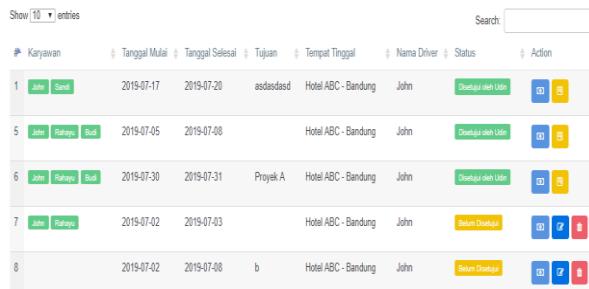 Show 10 entries Search:
# Karyawan Tanggal Mulai Tanggal Selesai Tujuan Tempat Tinggal Nama Driver Status Action
1 John Sandi 2019-07-17 2019-07-20 asdasdasd Hotel ABC - Bandung John Disetujui oleh Udin
5 John Rahayu Budi 2019-07-05 2019-07-08 Hotel ABC - Bandung John Disetujui oleh Udin
6 John Rahayu Budi 2019-07-30 2019-07-31 Proyek A Hotel ABC - Bandung John Disetujui oleh Udin
7 John Rahayu 2019-07-02 2019-07-03 Hotel ABC - Bandung John Belum Disetujui
8 2019-07-02 2019-07-08 b Hotel ABC - Bandung John Belum Disetujui